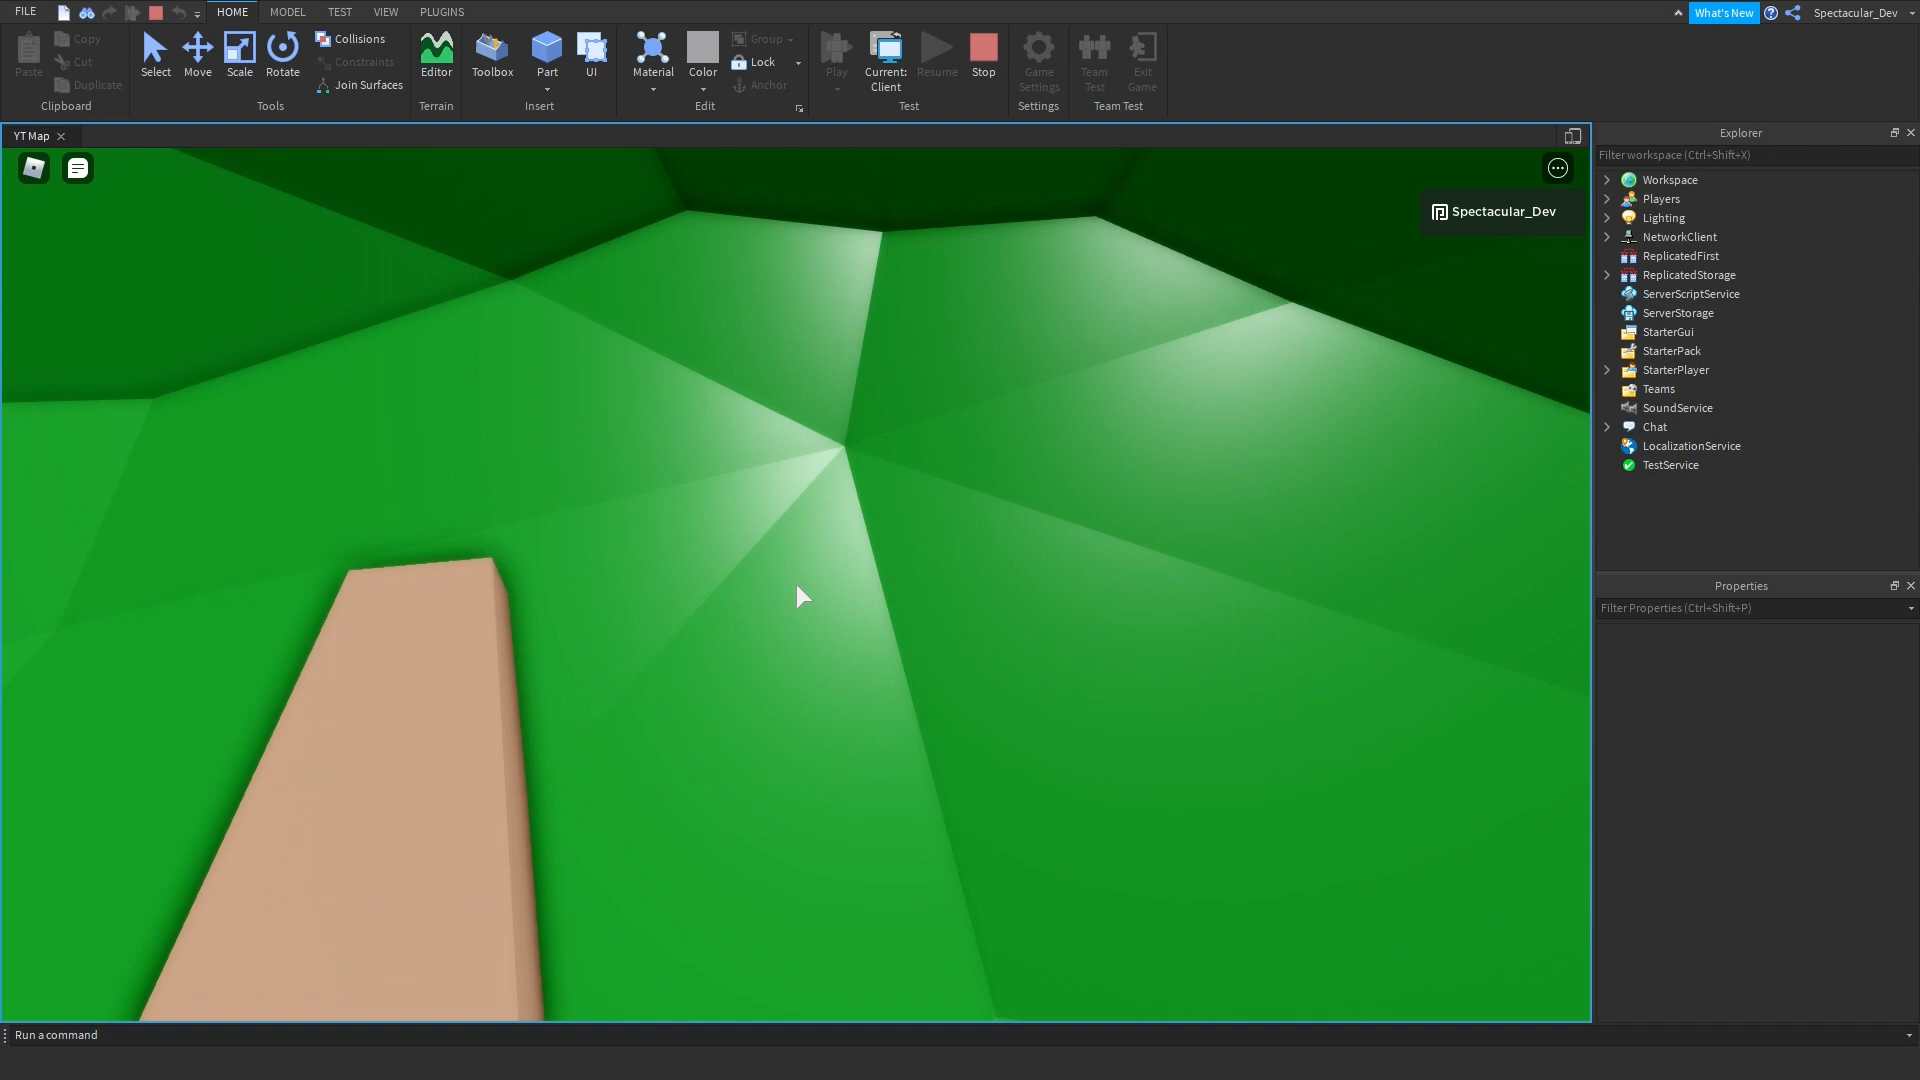 FILE
HOME
MODEL
TEST
VIEW
PLUGINS
What's New
Spectacular_Dev
Paste
Copy
Cut
Duplicate
Clipboard
Select
Move
Scale
Rotate
Collisions
Constraints
Join Surfaces
Tools
Editor
Terrain
Toolbox
Part
UI
Insert
Material
Color
Group
Lock
Anchor
Edit
Play
Current:
Client
Resume
Stop
Test
Game
Settings
Settings
Team
Test
Exit
Game
Team Test
YT Map
Spectacular_Dev
Explorer
Filter workspace (Ctrl+Shift+X)
Workspace
Players
Lighting
NetworkClient
ReplicatedFirst
ReplicatedStorage
ServerScriptService
ServerStorage
StarterGui
StarterPack
StarterPlayer
Teams
SoundService
Chat
LocalizationService
TestService
Properties
Filter Properties (Ctrl+Shift+P)
Run a command